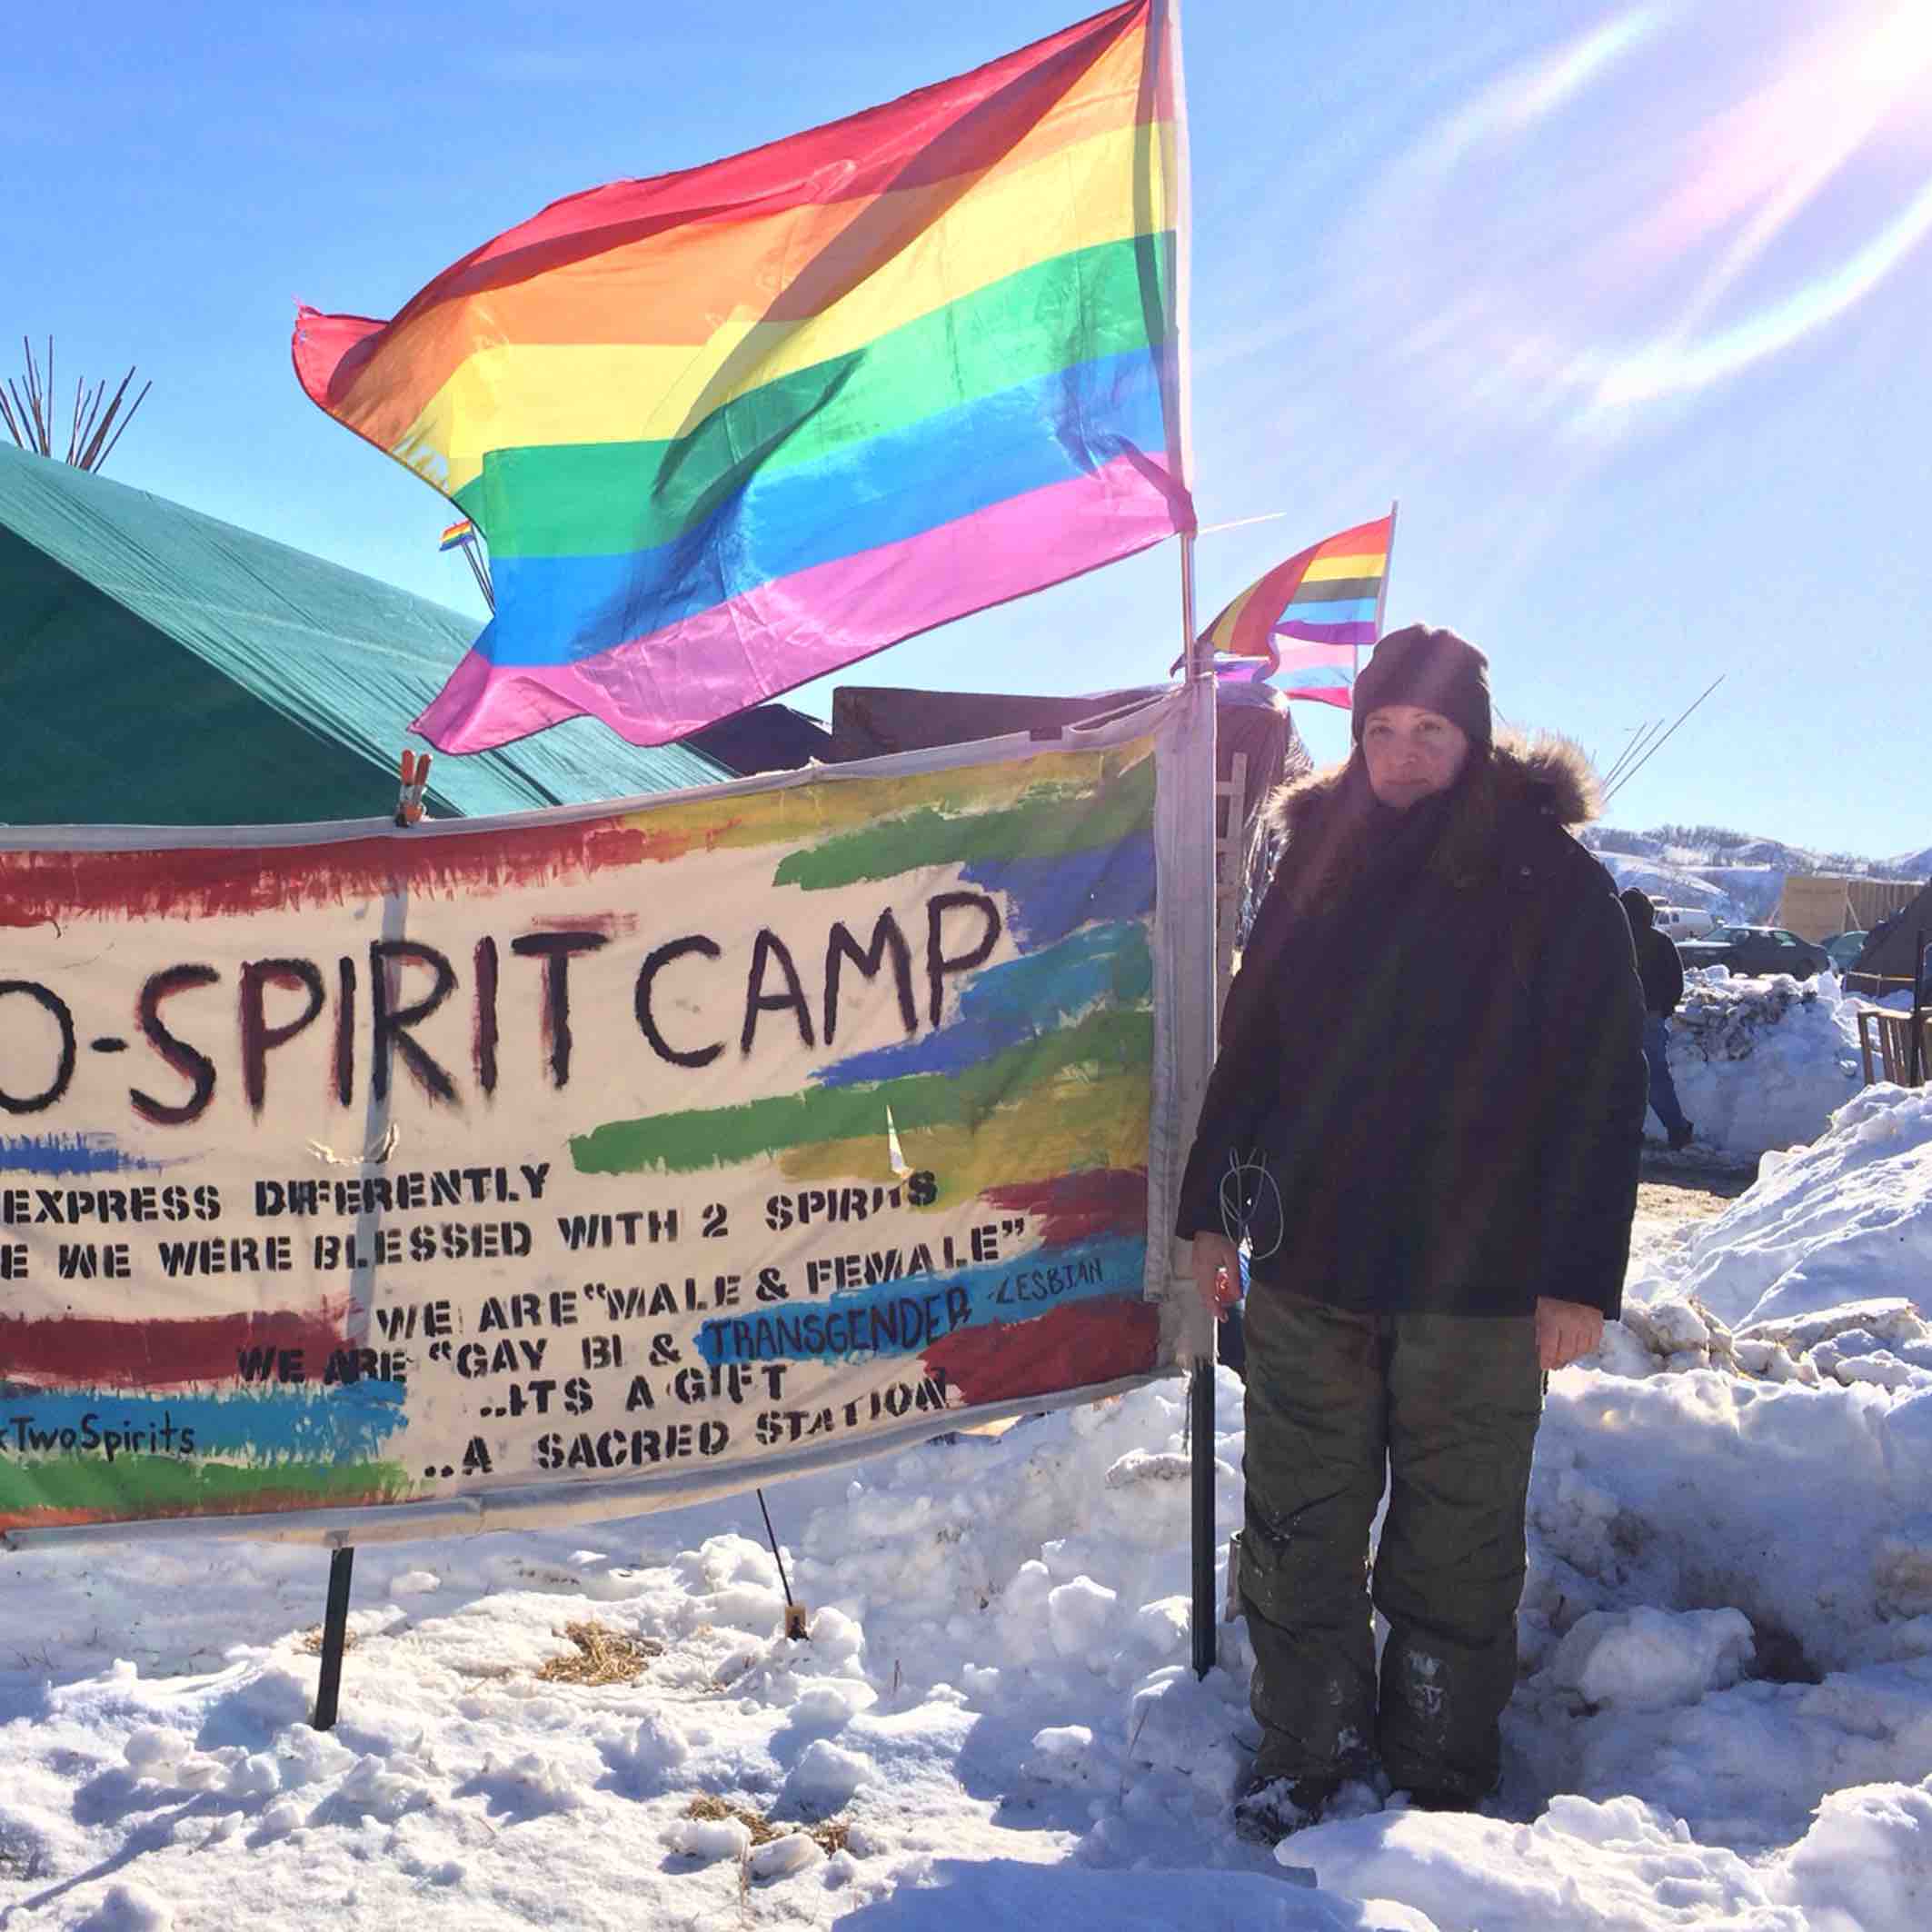 O-SPIRIT CAMP
EXPRESS DIFFERENTLY
E WE WERE BLESSED WITH 2 SPIRITS
WE ARE "MALE & FEMALE"
WE ARE "GAY BI & TRANSGENDER LESBIAN
..ITS A GIFT
..A SACRED STATION"
TwoSpirits